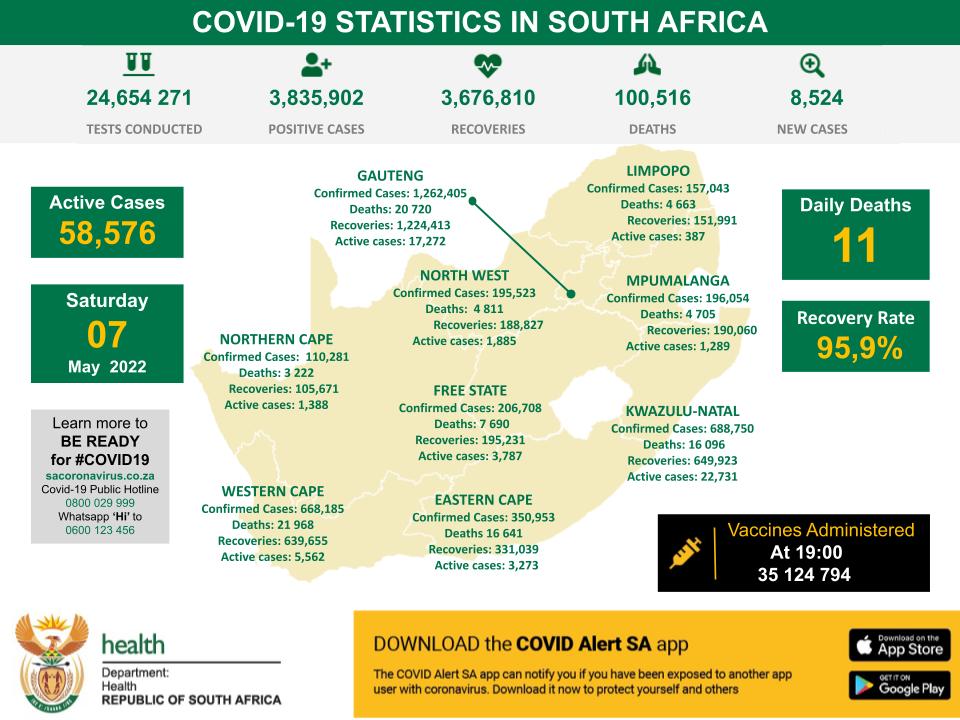 COVID-19 STATISTICS IN SOUTH AFRICA
24,654 271
TESTS CONDUCTED
3,835,902
POSITIVE CASES
3,676,810
RECOVERIES
100,516
DEATHS
8,524
NEW CASES
Active Cases
58,576
Saturday
07
May 2022
Learn more to
BE READY
for #COVID19
sacoronavirus.co.za
Covid-19 Public Hotline
0800 029 999
Whatsapp ‘Hi’ to
0600 123 456
GAUTENG
Confirmed Cases: 1,262,405
Deaths: 20 720
Recoveries: 1,224,413
Active cases: 17,272
LIMPOPO
Confirmed Cases: 157,043
Deaths: 4 663
Recoveries: 151,991
Active cases: 387
NORTH WEST
Confirmed Cases: 195,523
Deaths: 4 811
Recoveries: 188,827
Active cases: 1,885
MPUMALANGA
Confirmed Cases: 196,054
Deaths: 4 705
Recoveries: 190,060
Active cases: 1,289
NORTHERN CAPE
Confirmed Cases: 110,281
Deaths: 3 222
Recoveries: 105,671
Active cases: 1,388
FREE STATE
Confirmed Cases: 206,708
Deaths: 7 690
Recoveries: 195,231
Active cases: 3,787
KWAZULU-NATAL
Confirmed Cases: 688,750
Deaths: 16 096
Recoveries: 649,923
Active cases: 22,731
WESTERN CAPE
Confirmed Cases: 668,185
Deaths: 21 968
Recoveries: 639,655
Active cases: 5,562
EASTERN CAPE
Confirmed Cases: 350,953
Deaths 16 641
Recoveries: 331,039
Active cases: 3,273
Daily Deaths
11
Recovery Rate
95,9%
Vaccines Administered
At 19:00
35 124 794
health
Department:
Health
REPUBLIC OF SOUTH AFRICA
DOWNLOAD the COVID Alert SA app
The COVID Alert SA app can notify you if you have been exposed to another app
user with coronavirus. Download it now to protect yourself and others
Download on the
App Store
GET IT ON
Google Play